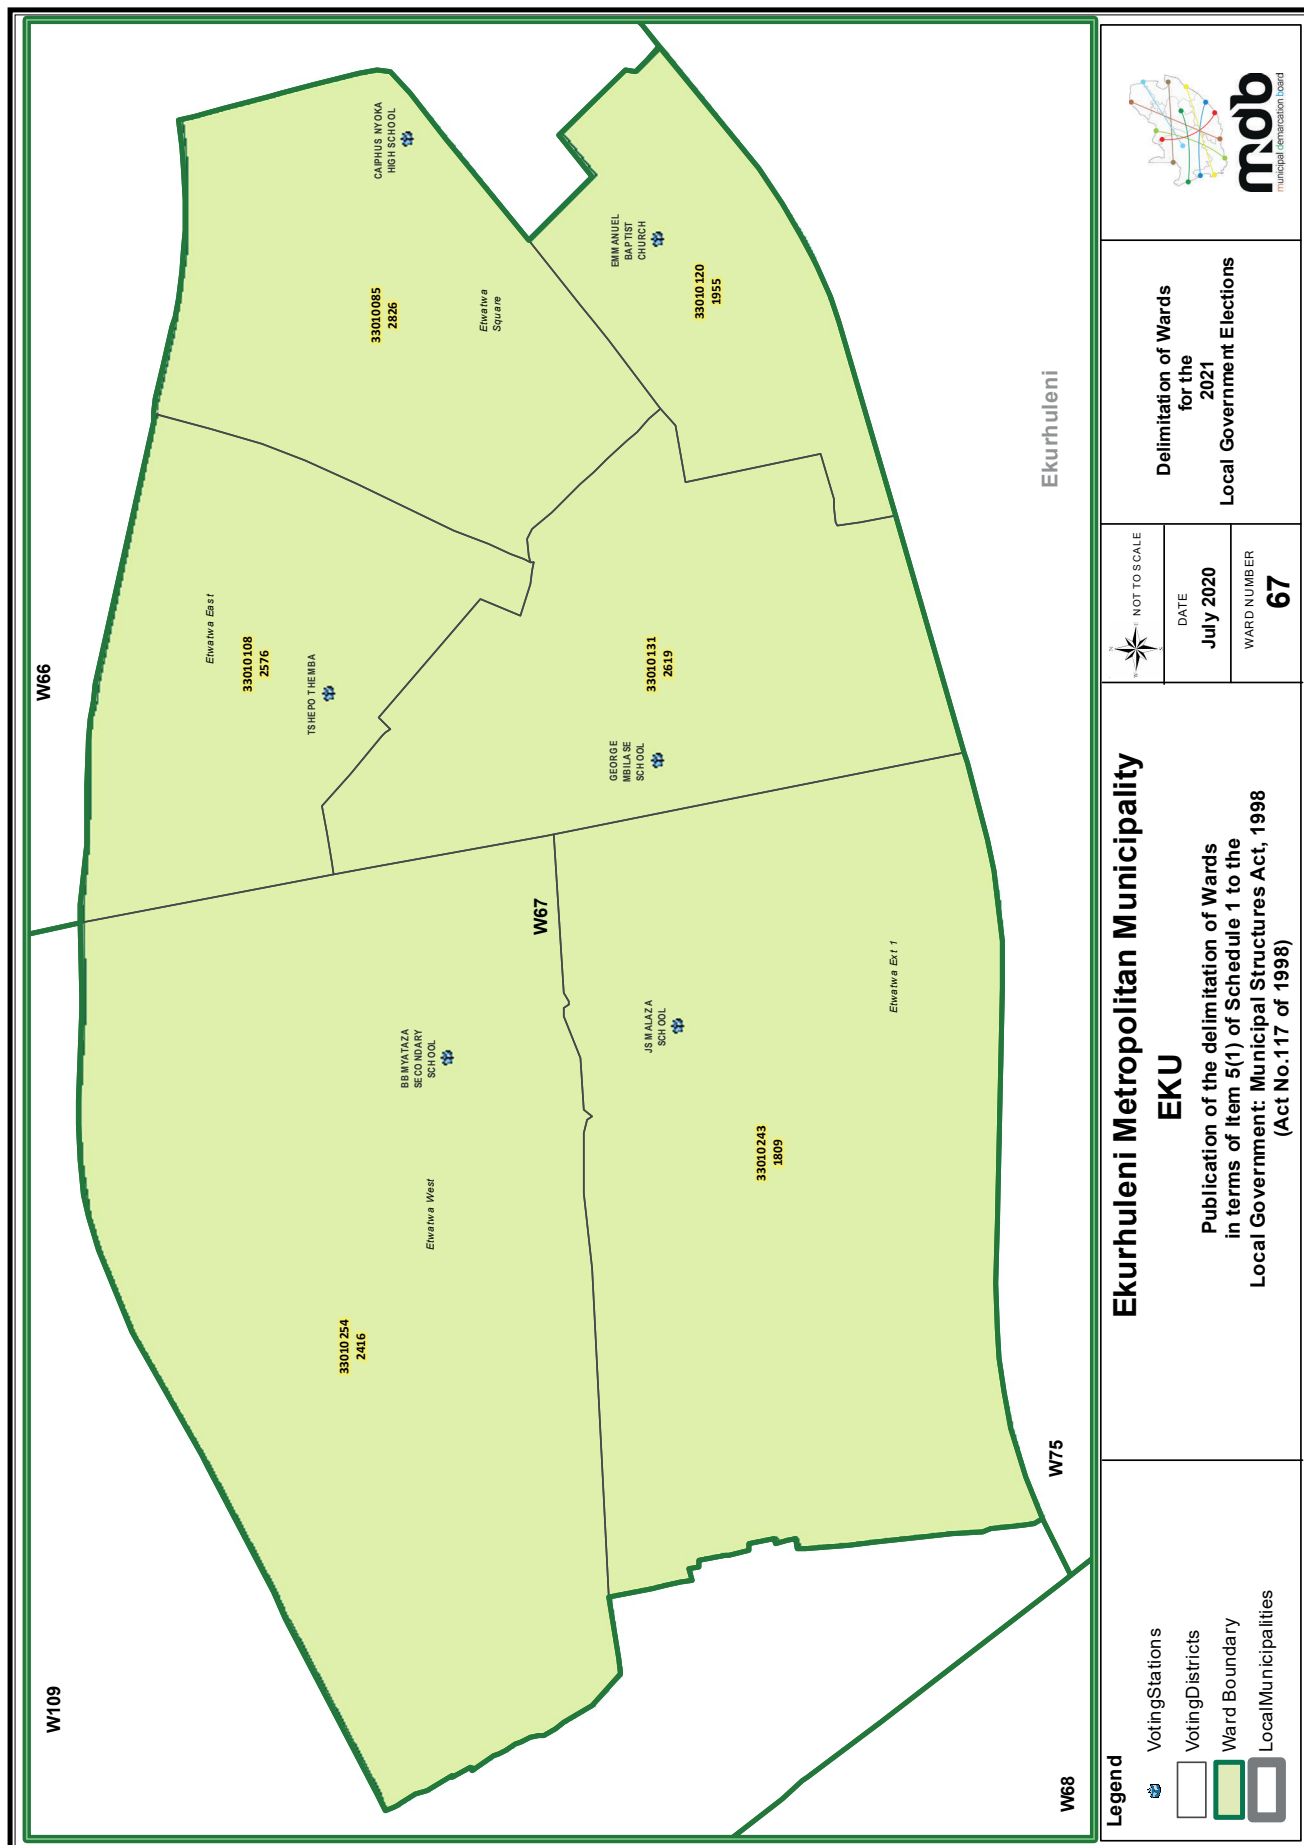 W109
W66
W68
W75
W67
Ekurhuleni
33010254
2416
BB MYATAZA
SECONDARY
SCHOOL
Etwatwa West
33010243
1809
JS MALAZA
SCHOOL
Etwatwa Ext 1
Etwatwa East
33010108
2576
TSHEPO THEMBA
GEORGE
MBILASE
SCHOOL
33010131
2619
33010085
2826
CAIPHUS NYOKA
HIGH SCHOOL
Etwatwa
Square
EMMANUEL
BAPTIST
CHURCH
33010120
1955
Legend
VotingStations
VotingDistricts
Ward Boundary
LocalMunicipalities
Ekurhuleni Metropolitan Municipality
EKU
Publication of the delimitation of Wards
in terms of Item 5(1) of Schedule 1 to the
Local Government: Municipal Structures Act, 1998
(Act No.117 of 1998)
N
W
E
S
NOT TO SCALE
DATE
July 2020
WARD NUMBER
67
Delimitation of Wards
for the
2021
Local Government Elections
mdb
municipal demarcation board